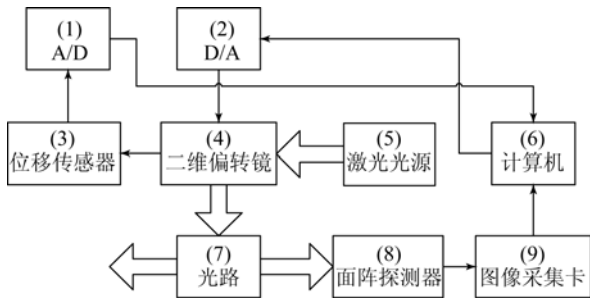 (1)
A/D
(2)
D/A
(3)
位移传感器
(4)
二维偏转镜
(5)
激光光源
(6)
计算机
(7)
光路
(8)
面阵探测器
(9)
图像采集卡